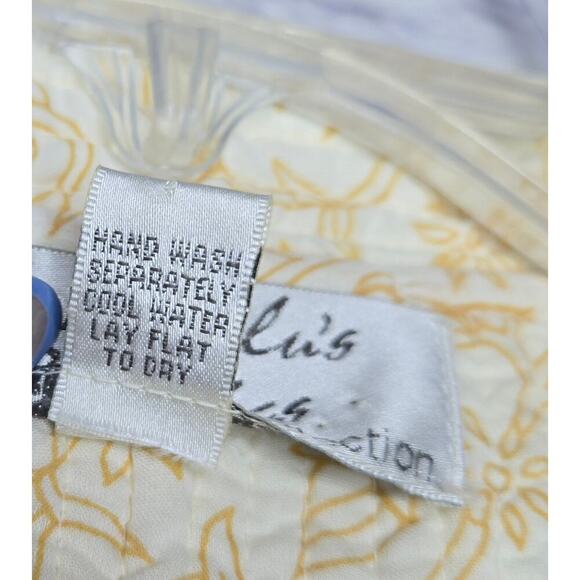 HAND WASH
SEPARATELY
COOL WATER
LAY FLAT
TO DRY
lu's
ction